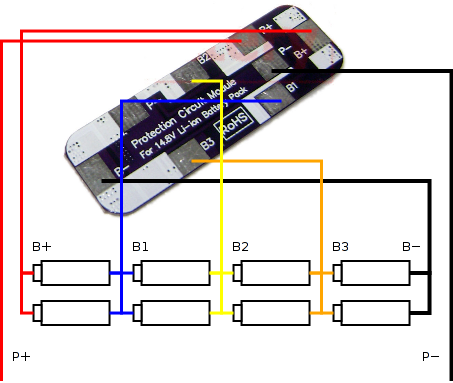 B+
P-
B+
B2
B1
P-
Protection Circuit Module
For 14.8V Li-ion Battery Pack
RoHS
B3
B-
B+ B1 B2 B3 B-
P+ P-